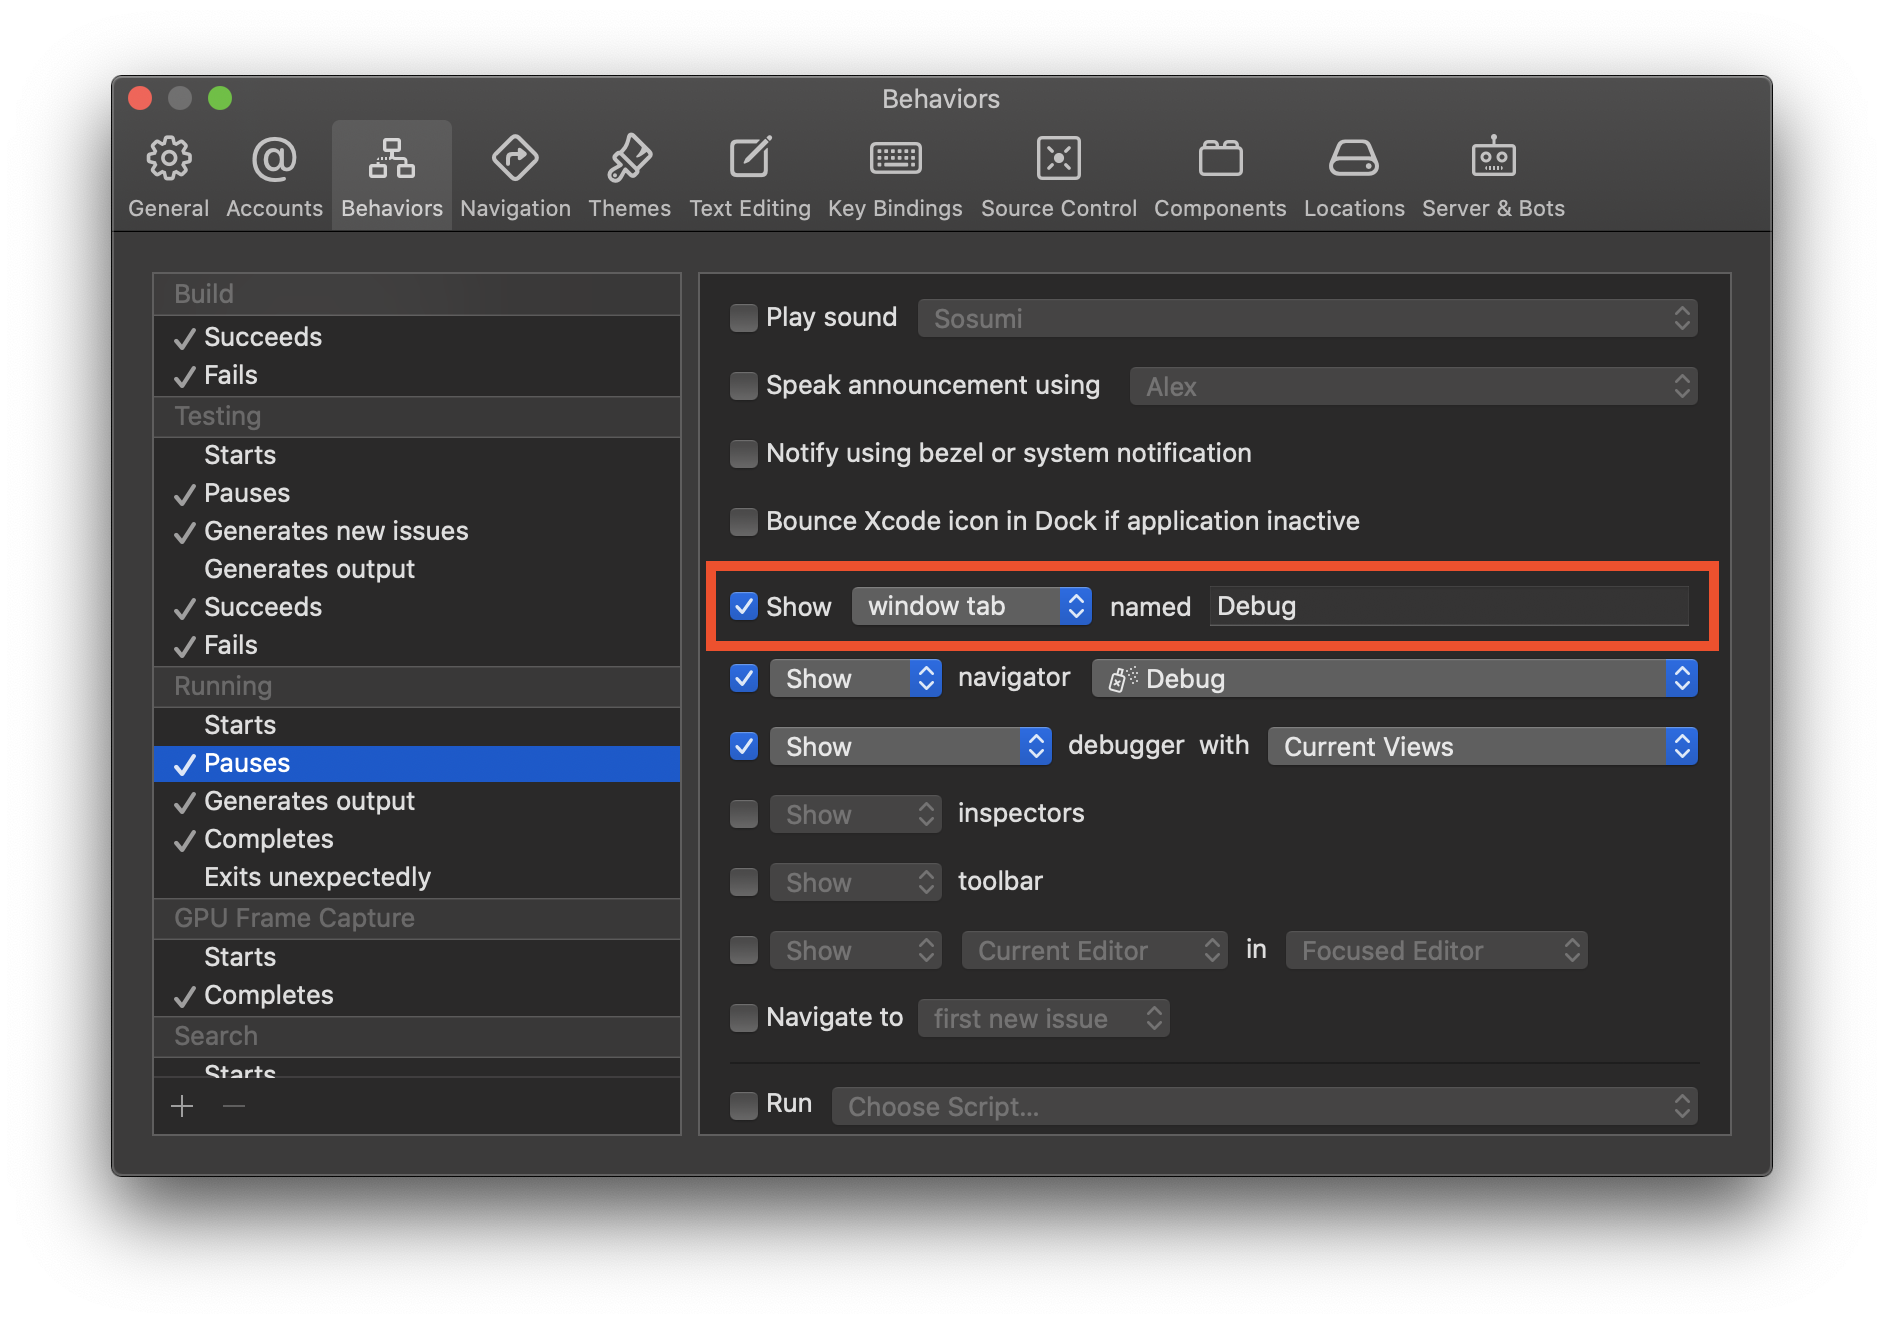 Behaviors
General Accounts Behaviors Navigation Themes Text Editing Key Bindings Source Control Components Locations Server & Bots
Build
Succeeds
Fails
Testing
Starts
Pauses
Generates new issues
Generates output
Succeeds
Fails
Running
Starts
Pauses
Generates output
Completes
Exits unexpectedly
GPU Frame Capture
Starts
Completes
Search
Starts
Play sound Sosumi
Speak announcement using Alex
Notify using bezel or system notification
Bounce Xcode icon in Dock if application inactive
Show window tab named Debug
Show navigator Debug
Show debugger with Current Views
Show inspectors
Show toolbar
Show Current Editor in Focused Editor
Navigate to first new issue
Run Choose Script...